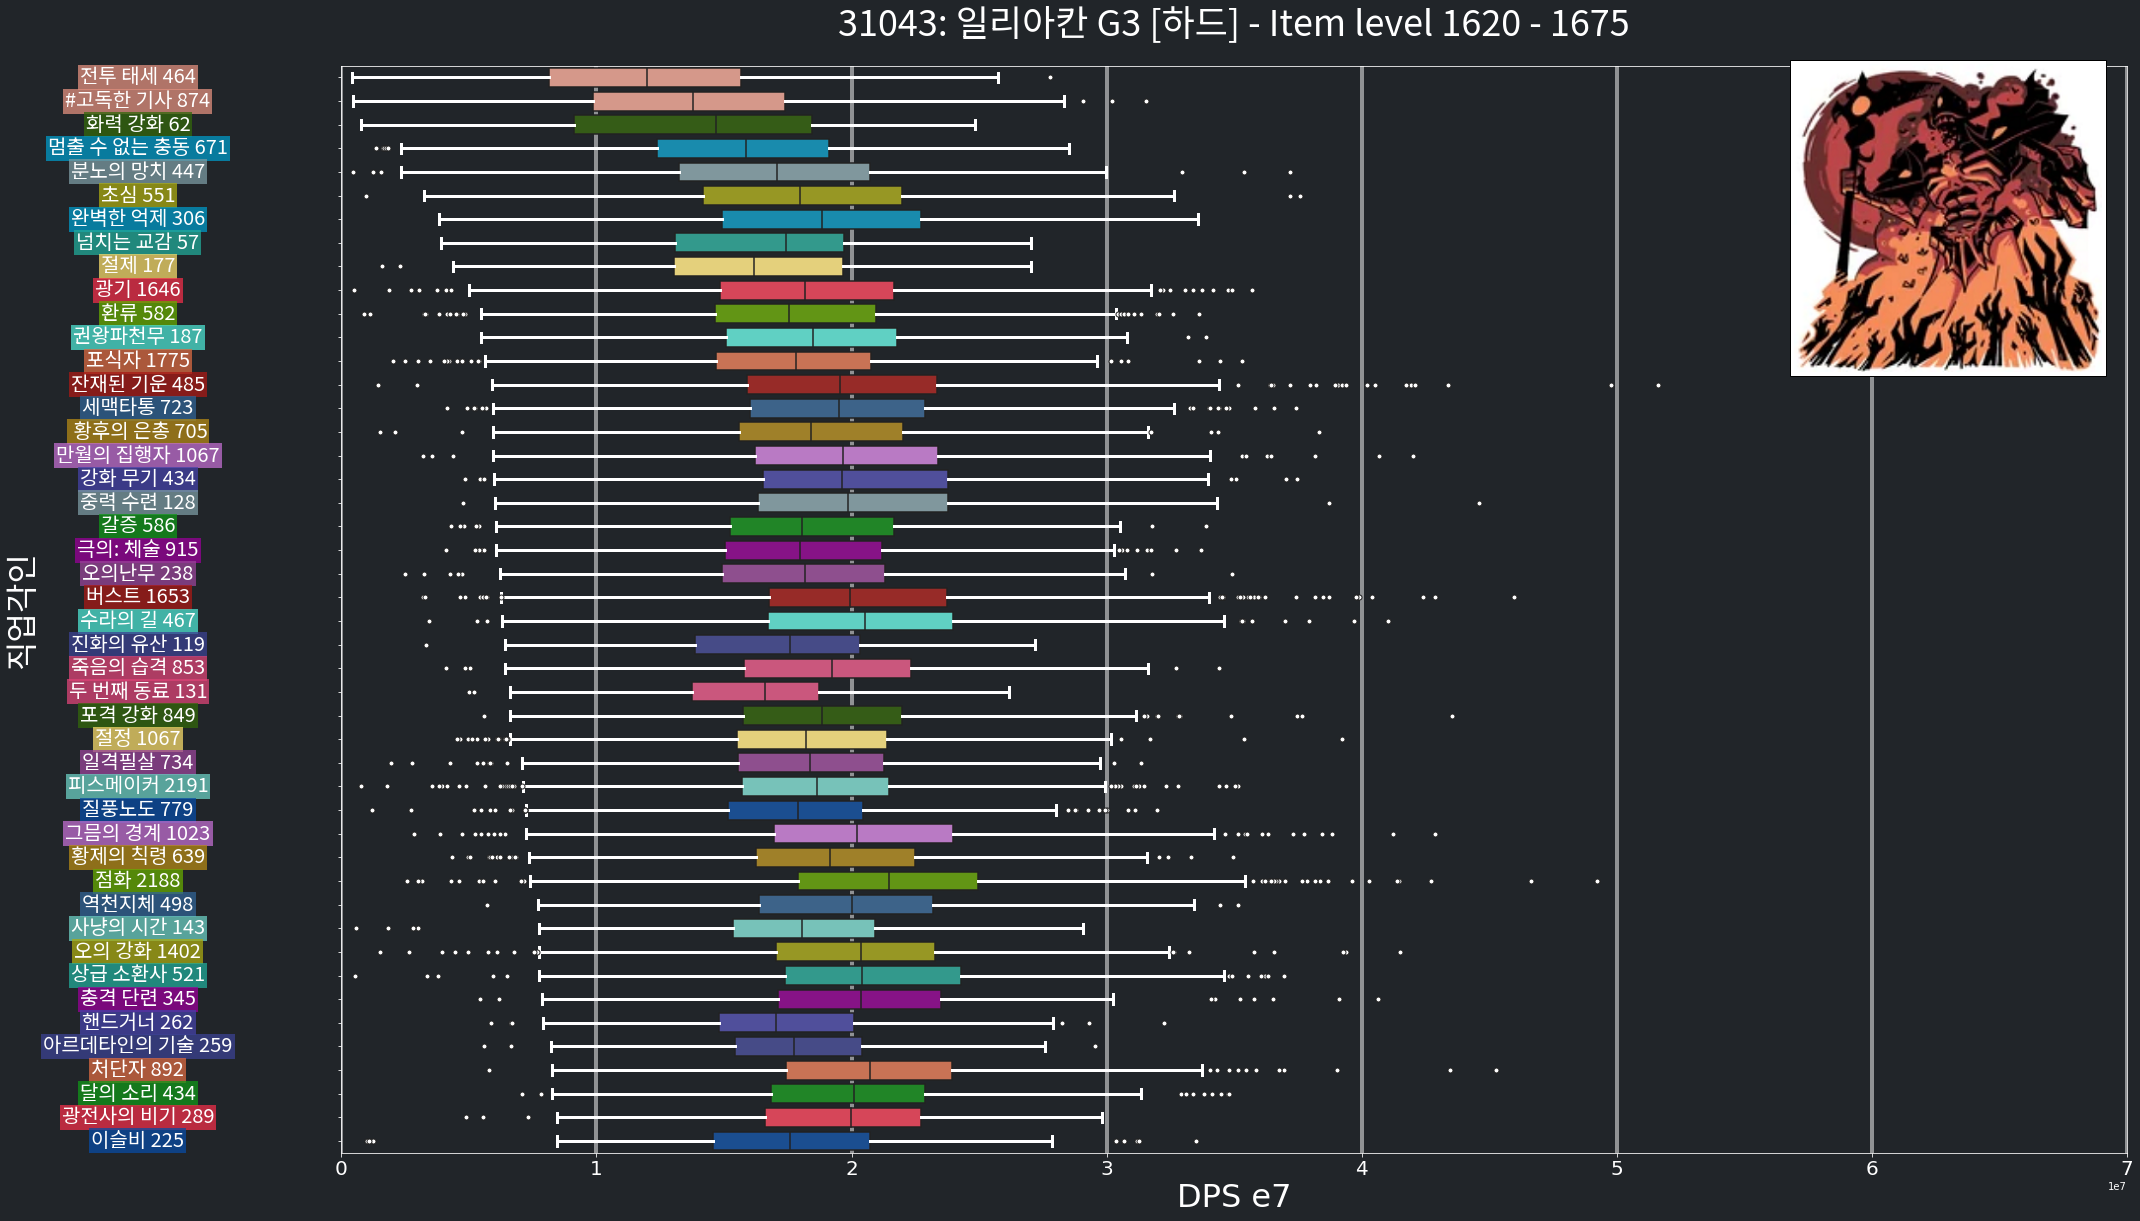 31043: 일리아칸 G3 [하드] - Item level 1620 - 1675
전투 태세 464
#고독한 기사 874
화력 강화 62
멈출 수 없는 충동 671
분노의 망치 447
초심 551
완벽한 억제 306
넘치는 교감 57
절제 177
광기 1646
환류 582
권왕파천무 187
포식자 1775
잔재된 기운 485
세맥타통 723
황후의 은총 705
만월의 집행자 1067
강화 무기 434
중력 수련 128
갈증 586
극의: 체술 915
오의난무 238
버스트 1653
수라의 길 467
진화의 유산 119
죽음의 습격 853
두 번째 동료 131
포격 강화 849
절정 1067
일격필살 734
피스메이커 2191
질풍노도 779
그믐의 경계 1023
황제의 칙령 639
점화 2188
역천지체 498
사냥의 시간 143
오의 강화 1402
상급 소환사 521
충격 단련 345
핸드거너 262
아르데타인의 기술 259
처단자 892
달의 소리 434
광전사의 비기 289
이슬비 225
직업각인
0 1 2 3 4 5 6 7
1e7
DPS e7